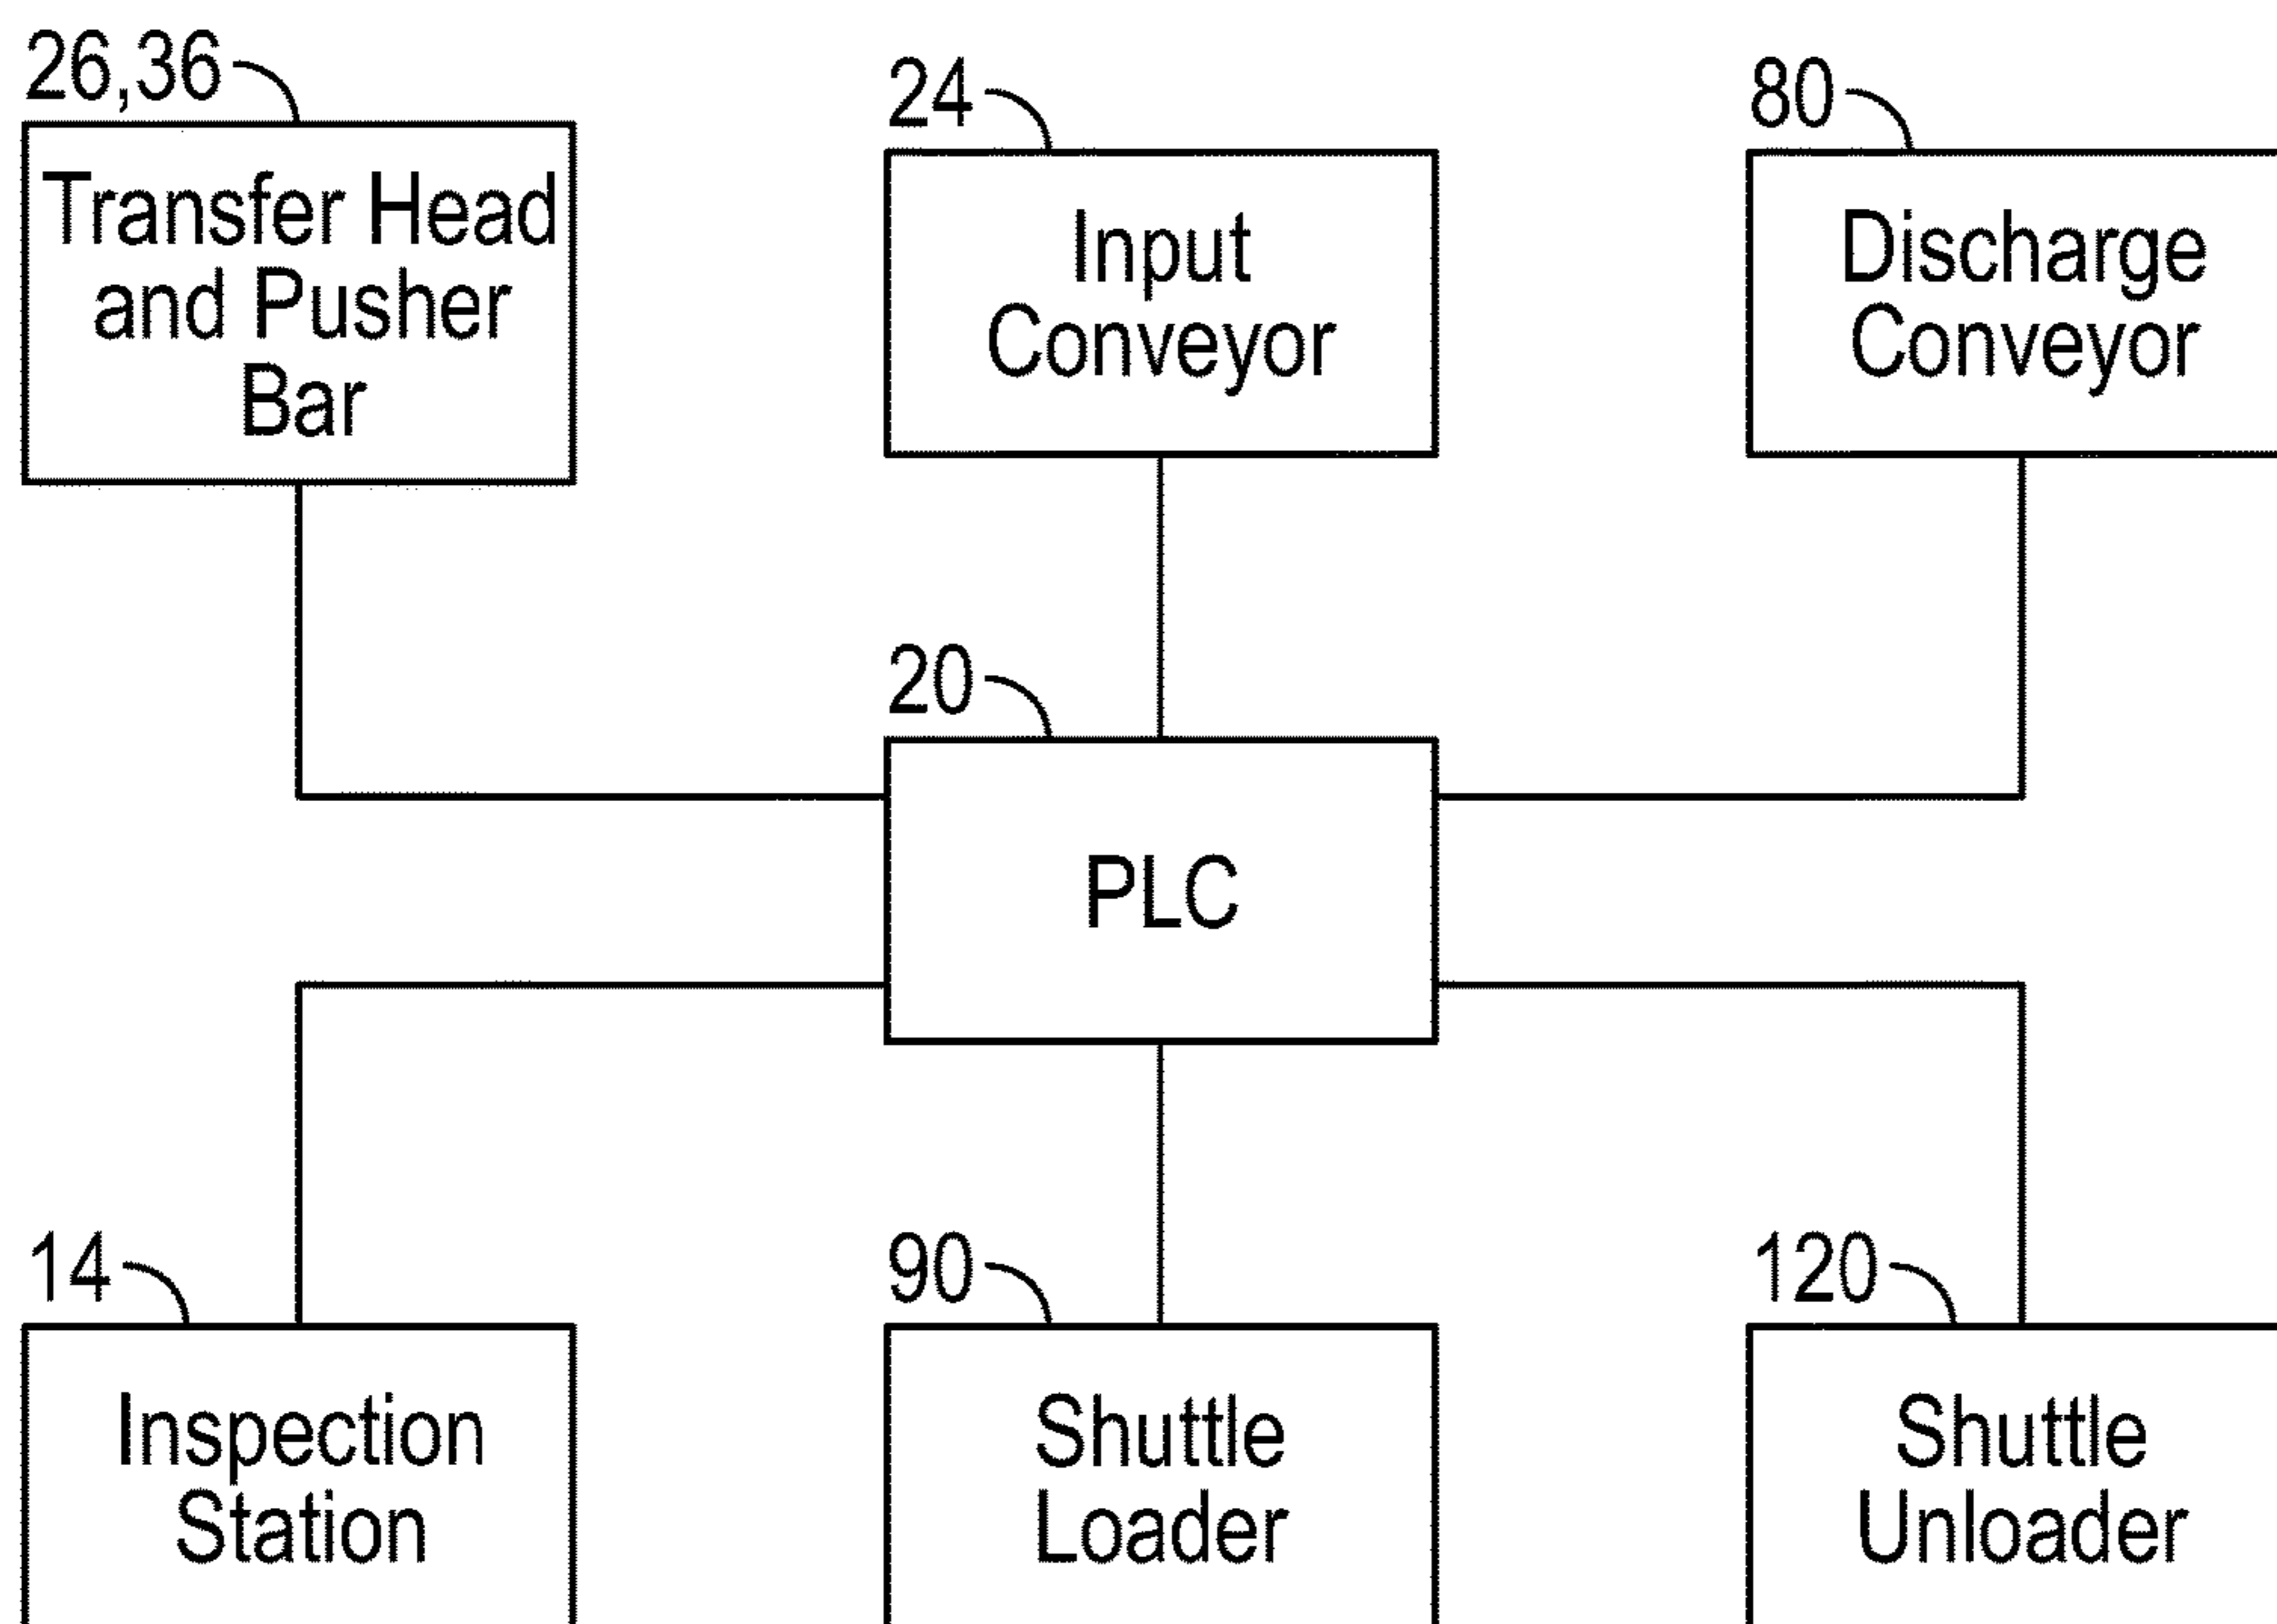 26,36
Transfer Head
and Pusher
Bar
24
Input
Conveyor
80
Discharge
Conveyor
20
PLC
14
Inspection
Station
90
Shuttle
Loader
120
Shuttle
Unloader